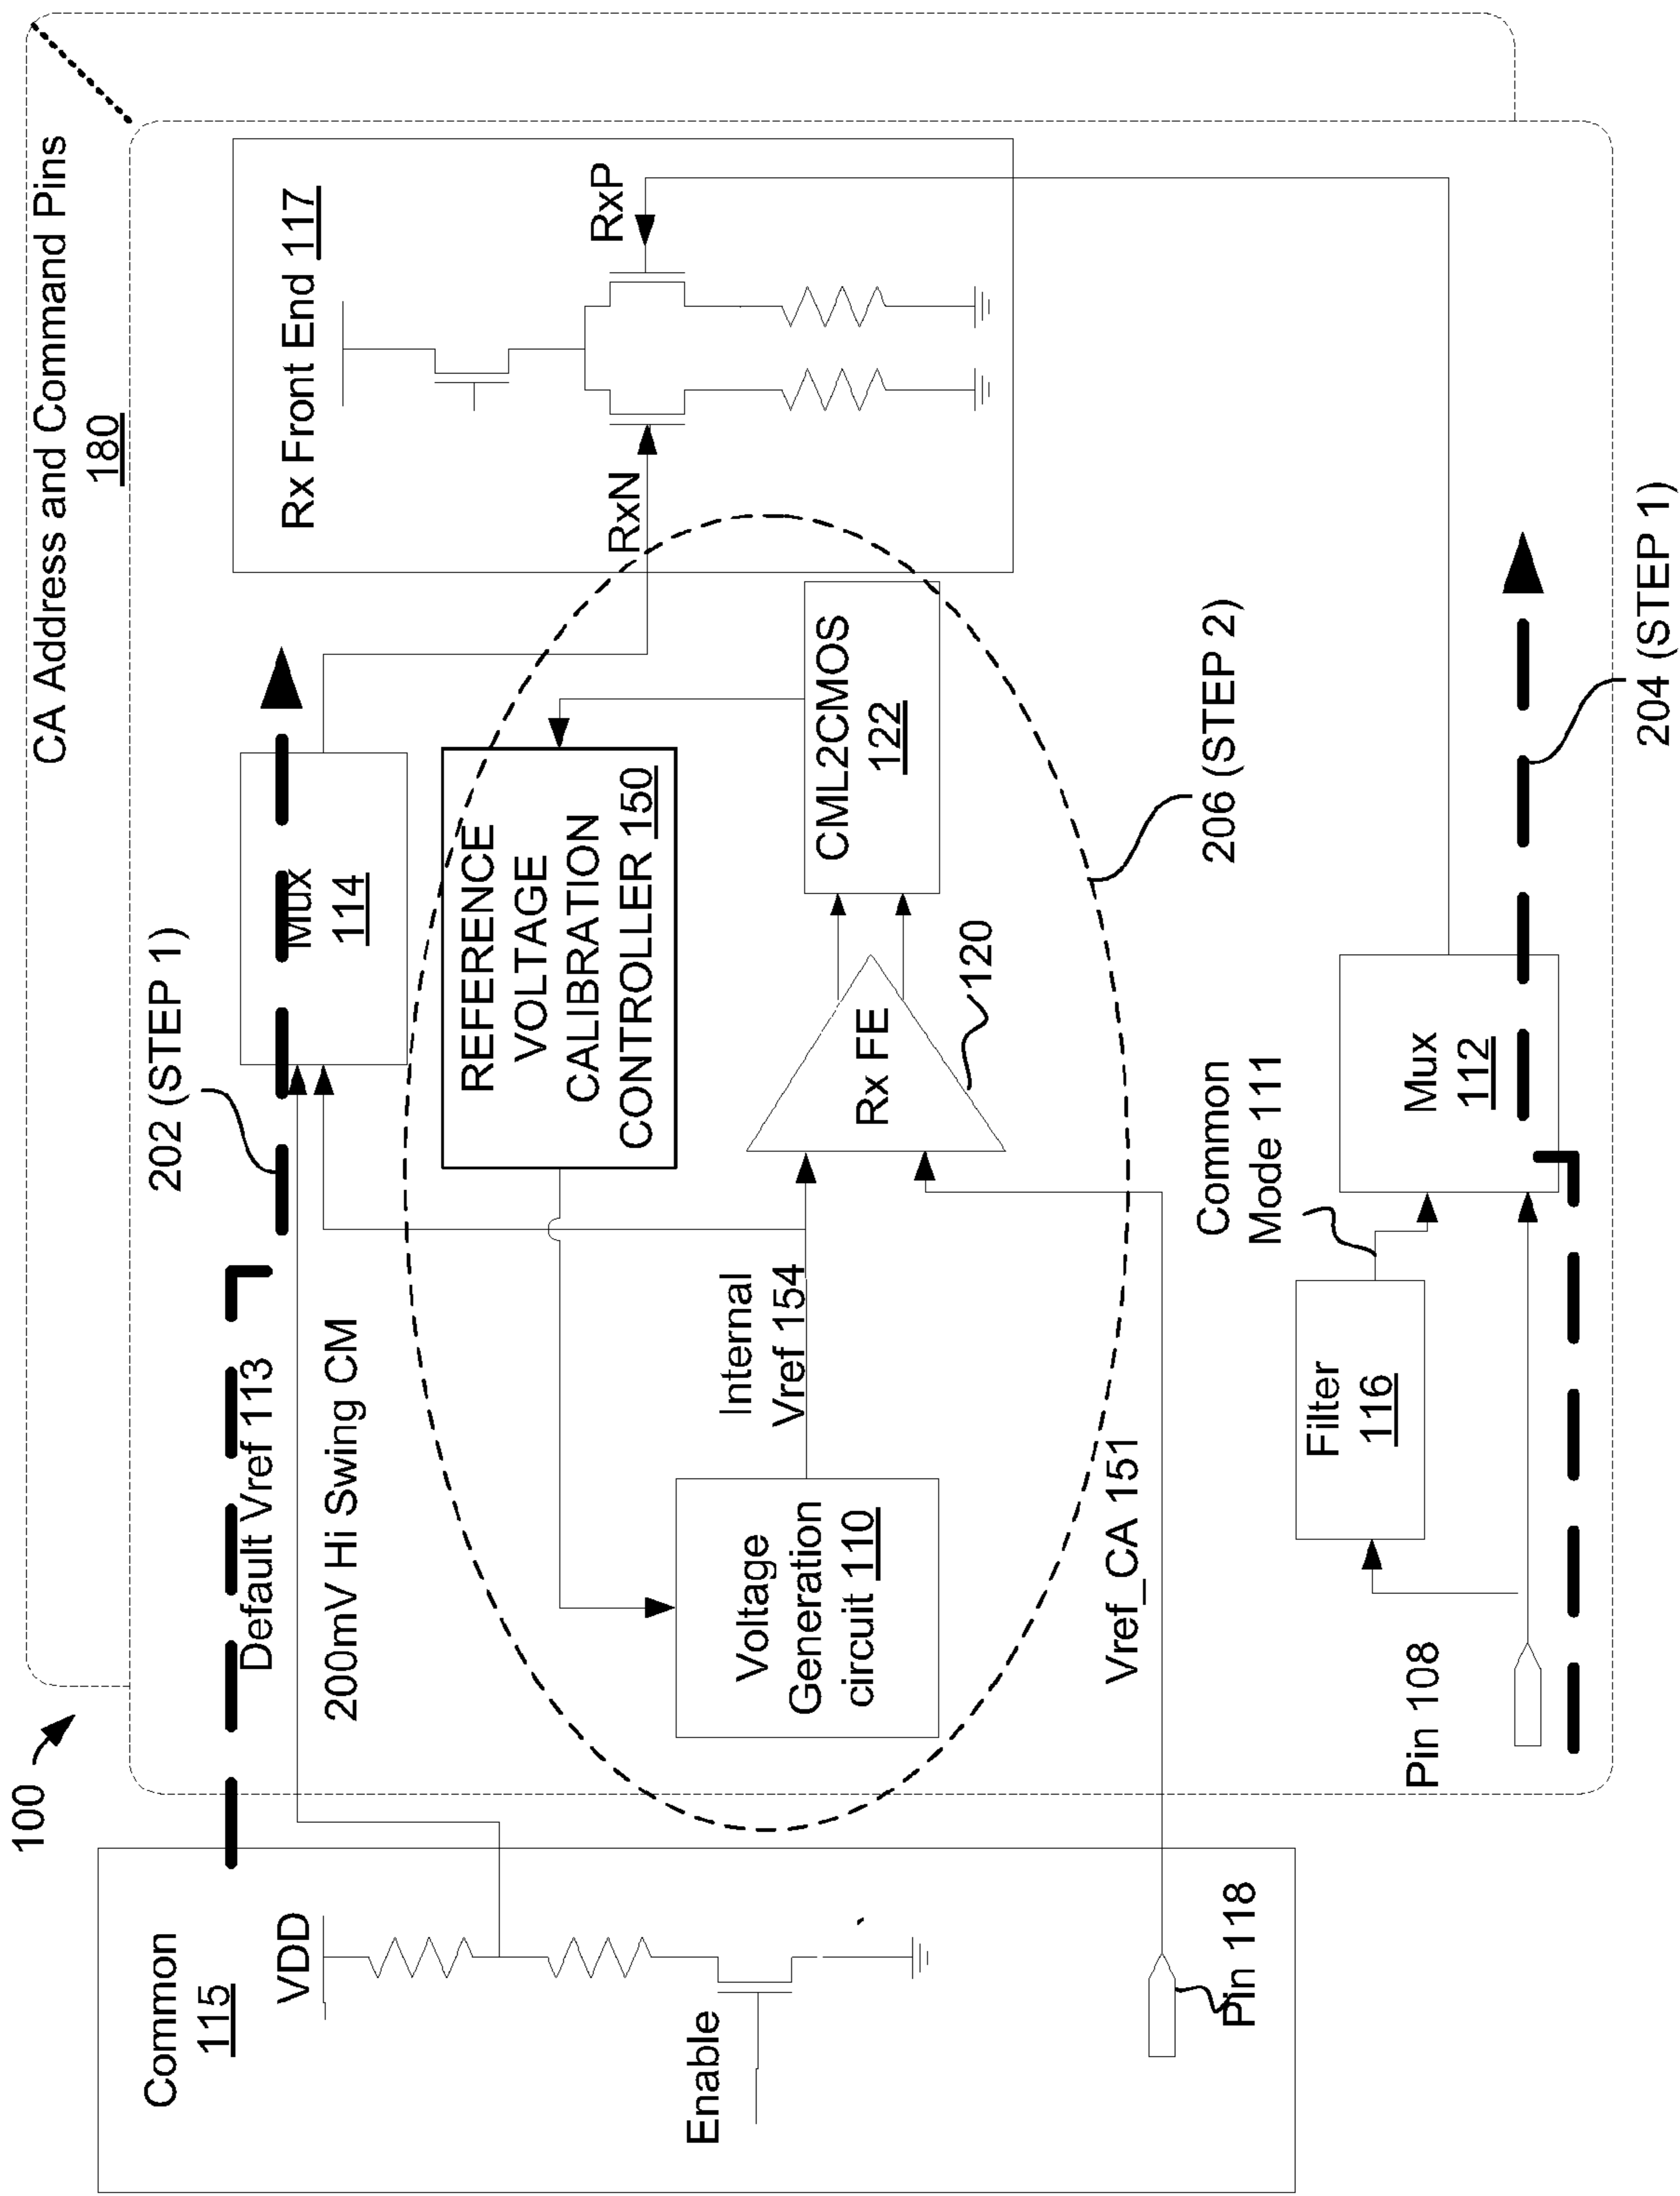 100
CA Address and Command Pins
180
Common
115
VDD
Enable
Pin 118
202 (STEP 1)
Default Vref 113
200mV Hi Swing CM
Mux
114
Rx Front End 117
RxN
RxP
REFERENCE
VOLTAGE
CALIBRATION
CONTROLLER 150
Voltage
Generation
circuit 110
Internal
Vref 154
Rx FE
120
CML2CMOS
122
206 (STEP 2)
Vref_CA 151
Common
Mode 111
Filter
116
Mux
112
Pin 108
204 (STEP 1)